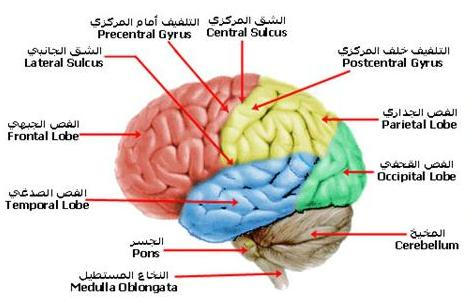 الشق المركزي
Central Sulcus
التلفيف أمام المركزي
Precentral Gyrus
الشق الجانبي
Lateral Sulcus
التلفيف خلف المركزي
Postcentral Gyrus
الفص الجبهي
Frontal Lobe
الفص الجداري
Parietal Lobe
الفص القحفي
Occipital Lobe
الفص الصدغي
Temporal Lobe
المخيخ
Cerebellum
الجسر
Pons
النخاع المستطيل
Medulla Oblongata